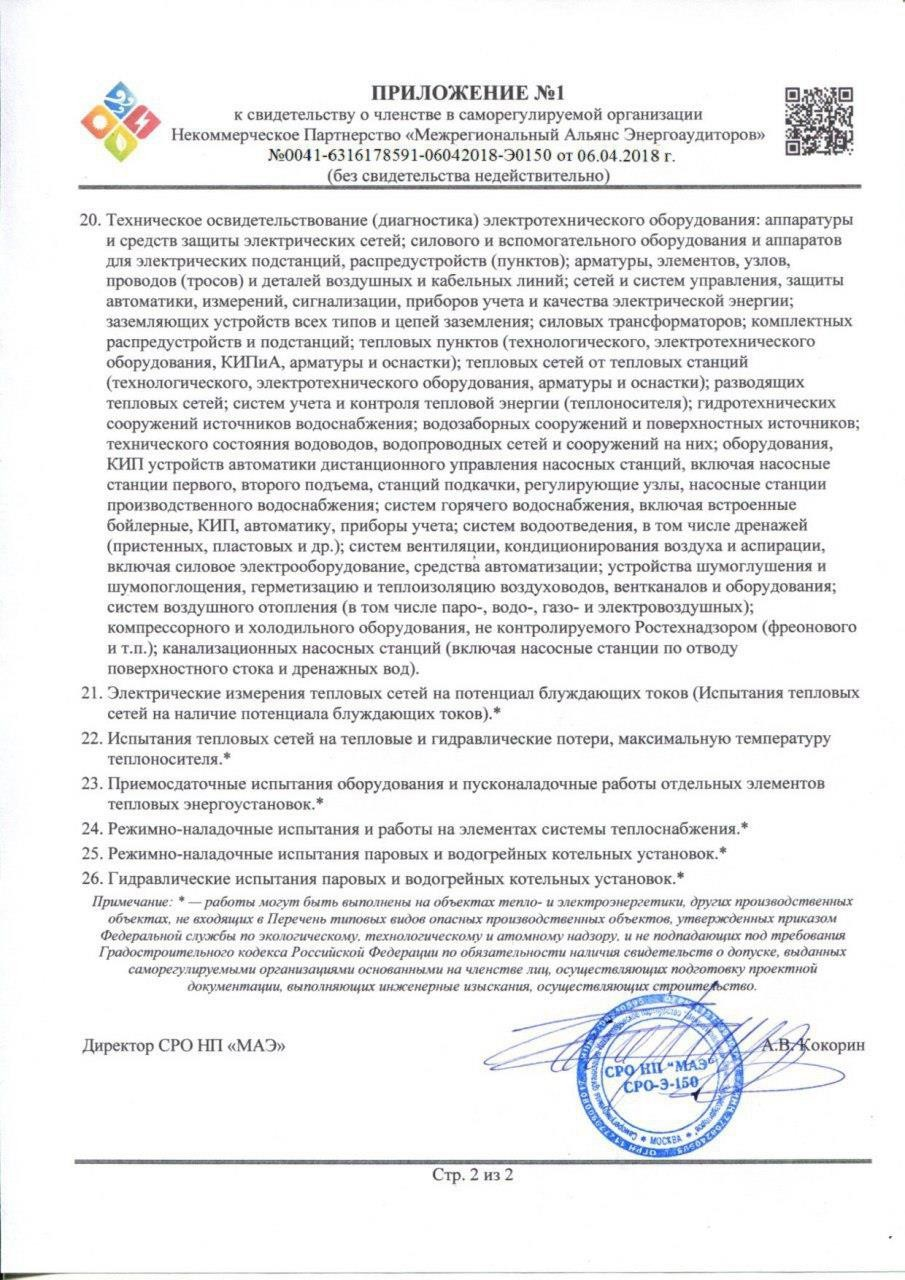 ПРИЛОЖЕНИЕ №1
к свидетельству о членстве в саморегулируемой организации
Некоммерческое Партнерство «Межрегиональный Альянс Энергоаудиторов»
№0041-6316178591-06042018-Э0150 от 06.04.2018 г.
(без свидетельства недействительно)
20. Техническое освидетельствование (диагностика) электротехнического оборудования: аппаратуры
и средств защиты электрических сетей; силового и вспомогательного оборудования и аппаратов
для электрических подстанций, распредустройств (пунктов); арматуры, элементов, узлов,
проводов (тросов) и деталей воздушных и кабельных линий; сетей и систем управления, защиты
автоматики, измерений, сигнализации, приборов учета и качества электрической энергии;
заземляющих устройств всех типов и цепей заземления; силовых трансформаторов; комплектных
распредустройств и подстанций; тепловых пунктов (технологического, электротехнического
оборудования, КИПиА, арматуры и оснастки); тепловых сетей от тепловых станций
(технологического, электротехнического оборудования, арматуры и оснастки); разводящих
тепловых сетей; систем учета и контроля тепловой энергии (теплоносителя); гидротехнических
сооружений источников водоснабжения; водозаборных сооружений и поверхностных источников;
технического состояния водоводов, водопроводных сетей и сооружений на них; оборудования,
КИП устройств автоматики дистанционного управления насосных станций, включая насосные
станции первого, второго подъема, станций подкачки, регулирующие узлы, насосные станции
производственного водоснабжения; систем горячего водоснабжения, включая встроенные
бойлерные, КИП, автоматику, приборы учета; систем водоотведения, в том числе дренажей
(пристенных, пластовых и др.); систем вентиляции, кондиционирования воздуха и аспирации,
включая силовое электрооборудование, средства автоматизации; устройства шумоглушения и
шумопоглощения, герметизацию и теплоизоляцию воздуховодов, вентканалов и оборудования;
систем воздушного отопления (в том числе паро-, водо-, газо- и электровоздушных);
компрессорного и холодильного оборудования, не контролируемого Ростехнадзором (фреонового
и т.п.); канализационных насосных станций (включая насосные станции по отводу
поверхностного стока и дренажных вод).
21. Электрические измерения тепловых сетей на потенциал блуждающих токов (Испытания тепловых
сетей на наличие потенциала блуждающих токов).*
22. Испытания тепловых сетей на тепловые и гидравлические потери, максимальную температуру
теплоносителя.*
23. Приемосдаточные испытания оборудования и пусконаладочные работы отдельных элементов
тепловых энергоустановок.*
24. Режимно-наладочные испытания и работы на элементах системы теплоснабжения.*
25. Режимно-наладочные испытания паровых и водогрейных котельных установок.*
26. Гидравлические испытания паровых и водогрейных котельных установок.*
Примечание: * — работы могут быть выполнены на объектах тепло- и электроэнергетики, других производственных
объектах, не входящих в Перечень типовых видов опасных производственных объектов, утвержденных приказом
Федеральной службы по экологическому, технологическому и атомному надзору, и не подпадающих под требования
Градостроительного кодекса Российской Федерации по обязательности наличия свидетельств о допуске, выданных
саморегулируемыми организациями основанными на членстве лиц, осуществляющих подготовку проектной
документации, выполняющих инженерные изыскания, осуществляющих строительство.
Директор СРО НП «МАЭ»
А.В. Кокорин
СРО НП "МАЭ"
СРО-Э-150
* МОСКВА *
Стр. 2 из 2